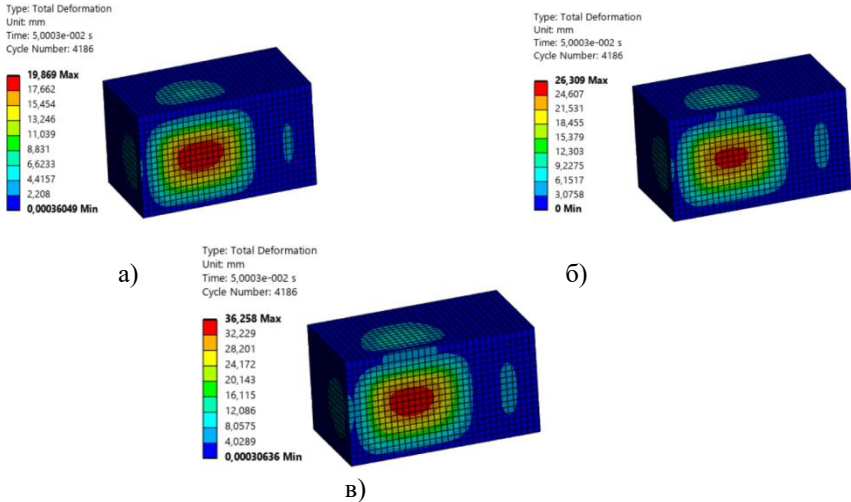 Type: Total Deformation
Unit: mm
Time: 5,0003e-002 s
Cycle Number: 4186
19,869 Max
17,662
15,454
13,246
11,039
8,831
6,6233
4,4157
2,208
0,00036049 Min
а)
Type: Total Deformation
Unit: mm
Time: 5,0003e-002 s
Cycle Number: 4186
26,309 Max
24,607
21,531
18,455
15,379
12,303
9,2275
6,1517
3,0758
0 Min
б)
Type: Total Deformation
Unit: mm
Time: 5,0003e-002 s
Cycle Number: 4186
36,258 Max
32,229
28,201
24,172
20,143
16,115
12,086
8,0575
4,0289
0,00030636 Min
в)